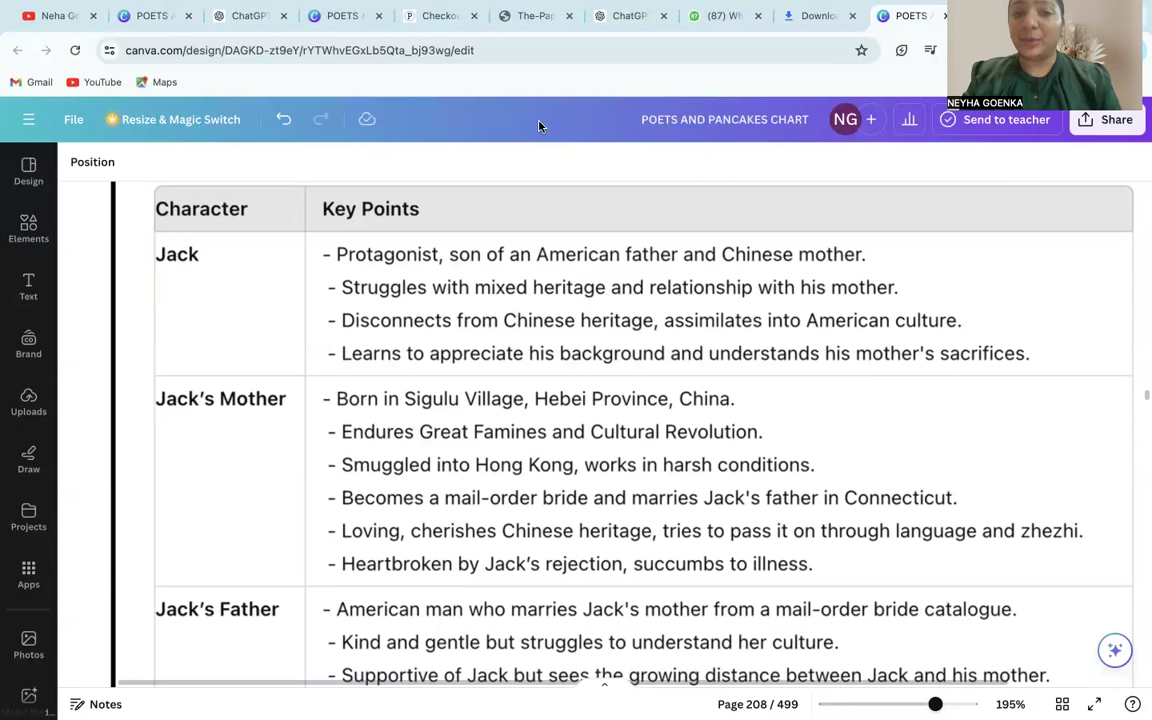 Neha Go
POETS A
ChatGP
POETS A
Checkou
The-Pap
ChatGP
(87) Wh
Downlo
POETS A
canva.com/design/DAGKD-zt9eY/rYTWhvEGxLb5Qta_bj93wg/edit
Gmail
YouTube
Maps
NEYHA GOENKA
File
Resize & Magic Switch
POETS AND PANCAKES CHART
NG
Send to teacher
Share
Design
Elements
Text
Brand
Uploads
Draw
Projects
Apps
Photos
Position
Character Key Points
Jack - Protagonist, son of an American father and Chinese mother.
- Struggles with mixed heritage and relationship with his mother.
- Disconnects from Chinese heritage, assimilates into American culture.
- Learns to appreciate his background and understands his mother's sacrifices.
Jack's Mother - Born in Sigulu Village, Hebei Province, China.
- Endures Great Famines and Cultural Revolution.
- Smuggled into Hong Kong, works in harsh conditions.
- Becomes a mail-order bride and marries Jack's father in Connecticut.
- Loving, cherishes Chinese heritage, tries to pass it on through language and zhezhi.
- Heartbroken by Jack's rejection, succumbs to illness.
Jack's Father - American man who marries Jack's mother from a mail-order bride catalogue.
- Kind and gentle but struggles to understand her culture.
- Supportive of Jack but sees the growing distance between Jack and his mother.
Notes
Page 208 / 499
195%